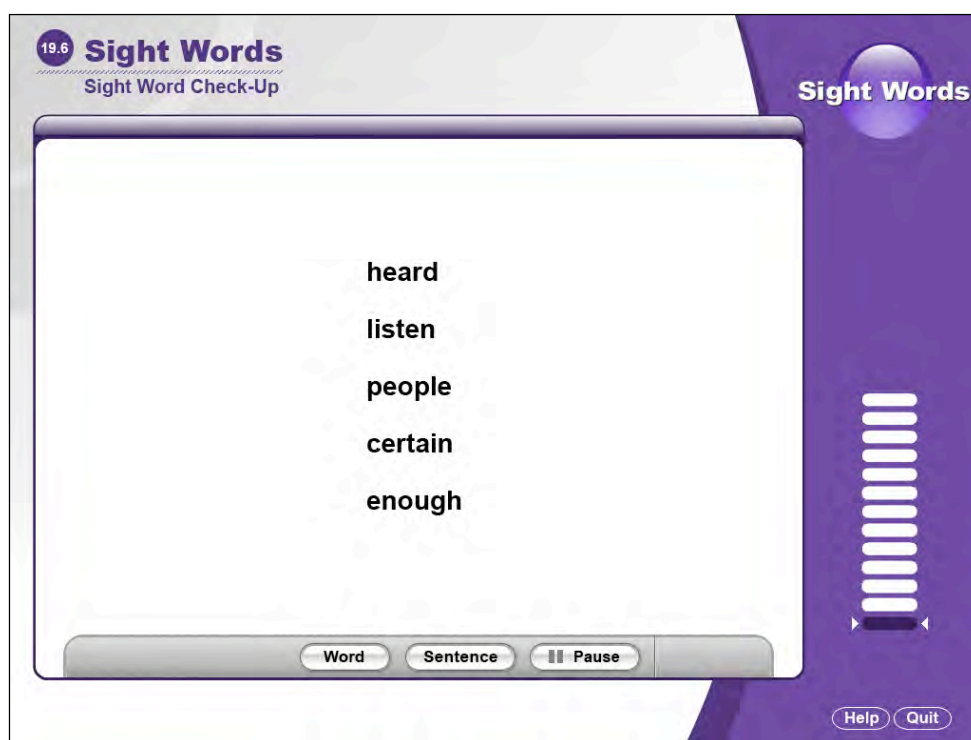 19.6 Sight Words
Sight Word Check-Up
Sight Words
heard
listen
people
certain
enough
Word Sentence Pause
Help Quit